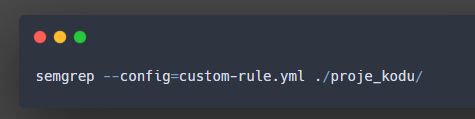 semgrep --config=custom-rule.yml ./proje_kodu/